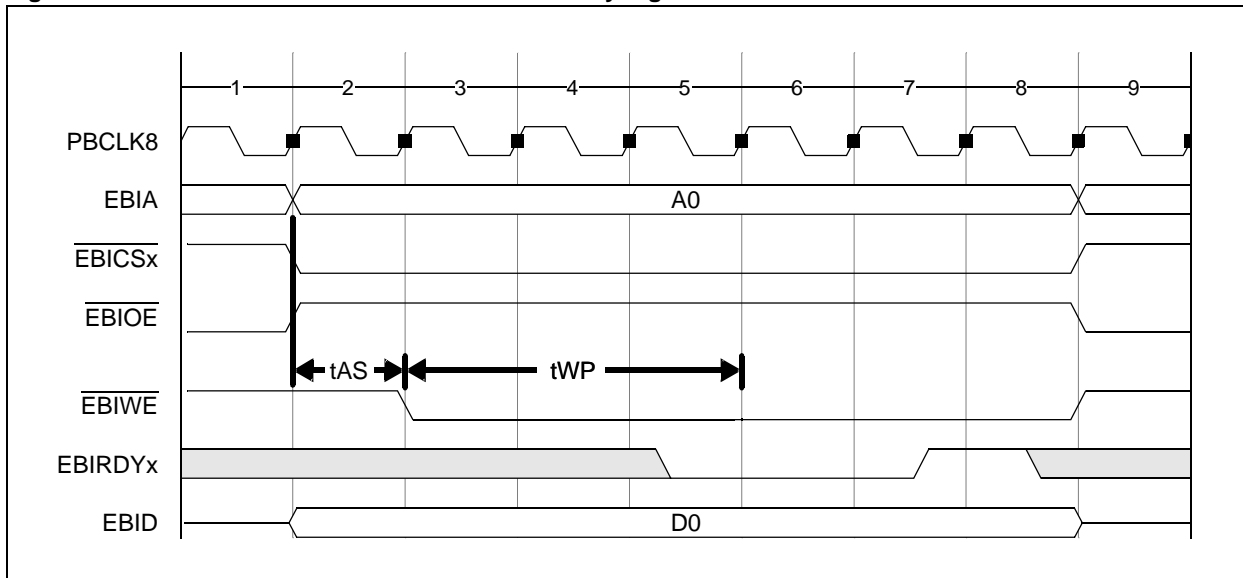 1 2 3 4 5 6 7 8 9
PBCLK8
EBIA A0
EBICSx
EBIOE
tAS tWP
EBIWE
EBIRDYx
EBID D0